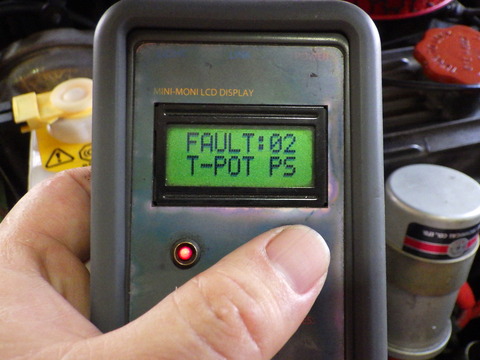 MINI-MONI LCD DISPLAY
FAULT:02
T-POT PS